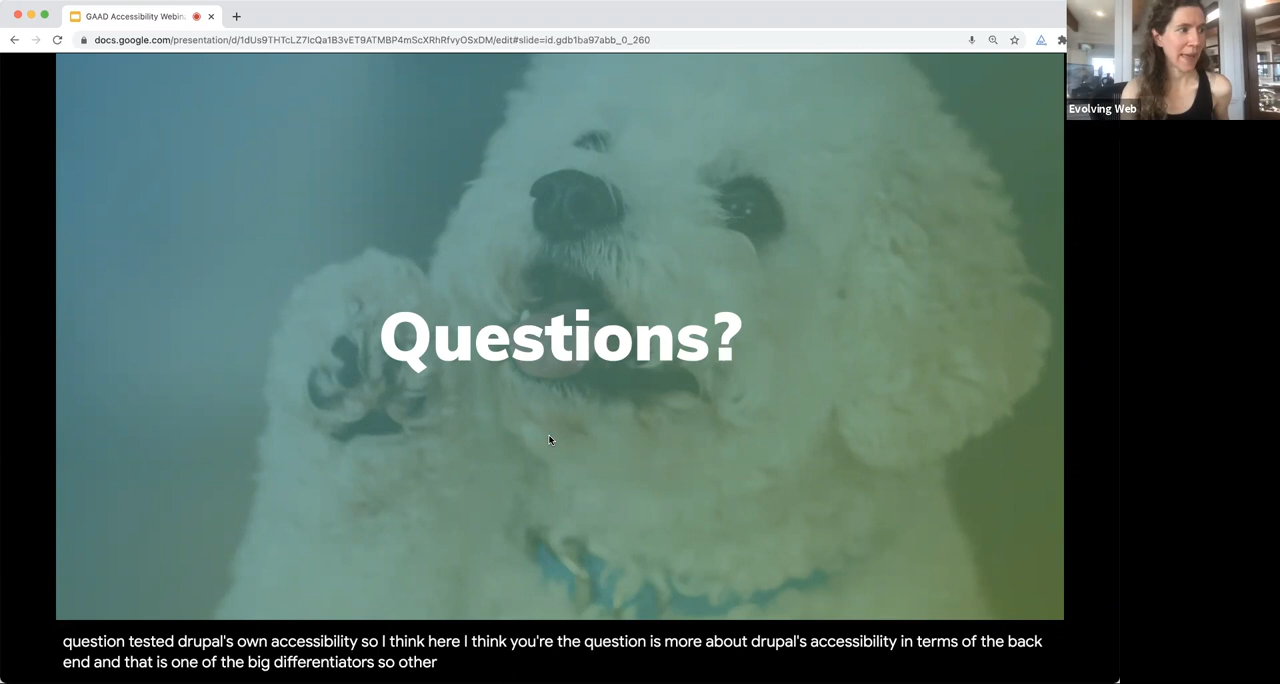 GAAD Accessibility Webin
docs.google.com/presentation/d/1dUs9THTcLZ7lcQa1B3vET9ATMBP4mScXRhRfvyOSxDM/edit#slide=id.gdb1ba97abb_0_260
Evolving Web
Questions?
question tested drupal's own accessibility so I think here I think you're the question is more about drupal's accessibility in terms of the back
end and that is one of the big differentiators so other